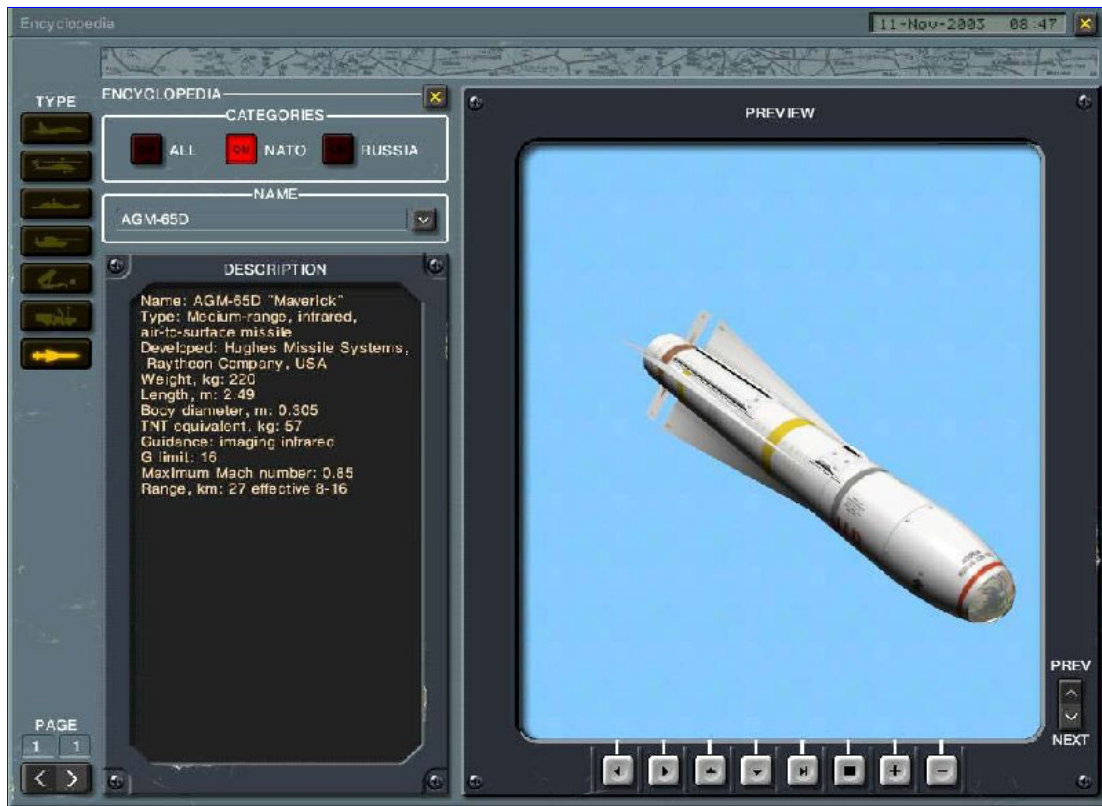 Encyclopedia
11-Nov-2003 08:47
TYPE
ENCYCLOPEDIA
CATEGORIES
ALL
ON NATO
RUSSIA
NAME
AGM-65D
DESCRIPTION
Name: AGM-65D "Maverick"
Type: Medium-range, infrared,
air-to-surface missile
Developed: Hughes Missile Systems,
Raytheon Company, USA
Weight, kg: 220
Length, m: 2.49
Body diameter, m: 0.305
TNT equivalent, kg: 57
Guidance: imaging infrared
G limit: 16
Maximum Mach number: 0.85
Range, km: 27 effective 8-16
PAGE
1 1
PREVIEW
PREV
NEXT